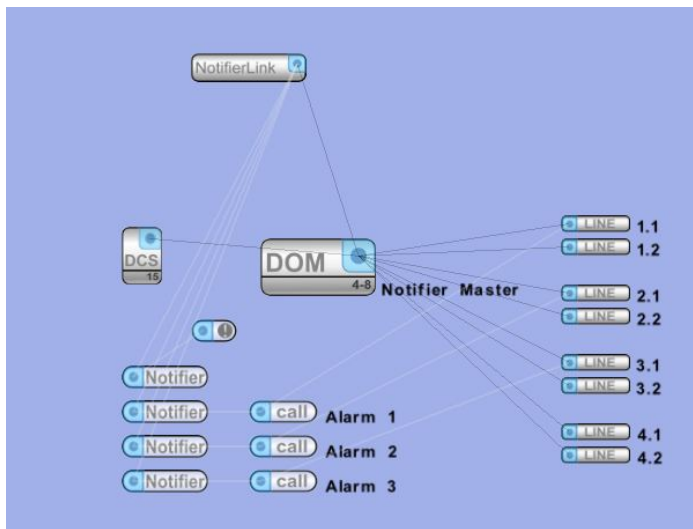 NotifierLink
LINE 1.1
LINE 1.2
DCS
15
DOM
4-8
Notifier Master
LINE 2.1
LINE 2.2
!
LINE 3.1
LINE 3.2
Notifier
Notifier call Alarm 1
Notifier call Alarm 2
Notifier call Alarm 3
LINE 4.1
LINE 4.2